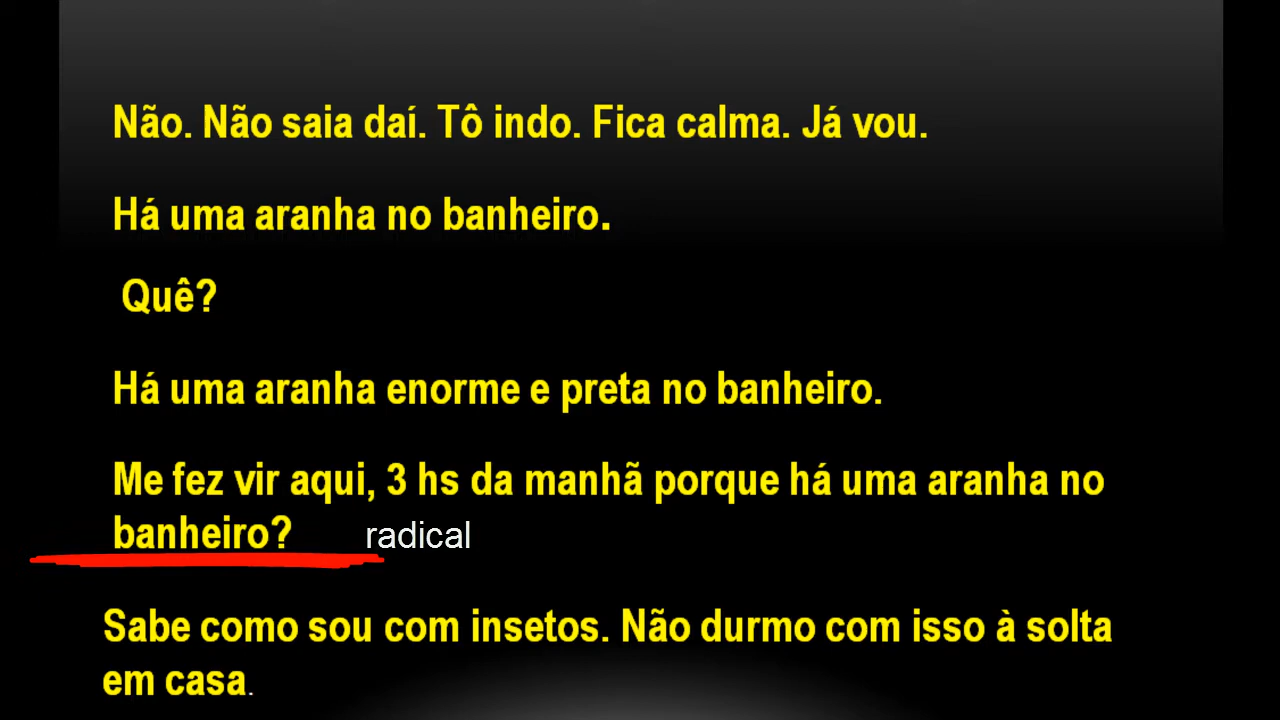 Não. Não saia daí. Tô indo. Fica calma. Já vou.
Há uma aranha no banheiro.
Quê?
Há uma aranha enorme e preta no banheiro.
Me fez vir aqui, 3 hs da manhã porque há uma aranha no
banheiro? radical
Sabe como sou com insetos. Não durmo com isso à solta
em casa.